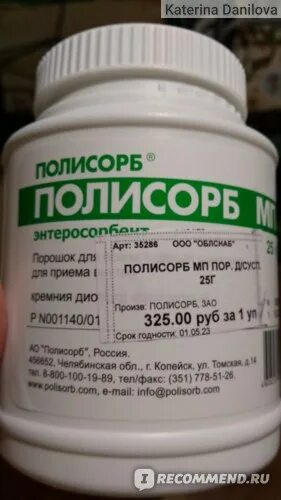 Katerina Danilova
ПОЛИСОРБ®
ПОЛИСОРБ МП
энтеросорбент
Порошок для
для приема в
кремния дио
Р N001140/01
25
Арт: 35286 ООО "ОБЛСНАБ"
ПОЛИСОРБ МП ПОР. Д/СУСП.
25Г
Произв: ПОЛИСОРБ, ЗАО
325.00 руб за 1 уп
Срок годности: 01.05.23
АО "Полисорб", Россия.
456652, Челябинская обл., г. Копейск, ул. Томская, д.14
тел. 8-800-100-19-89, тел/факс: (351) 778-51-26.
www.polisorb.com, e-mail: info@polisorb.com
IRECOMMEND.RU